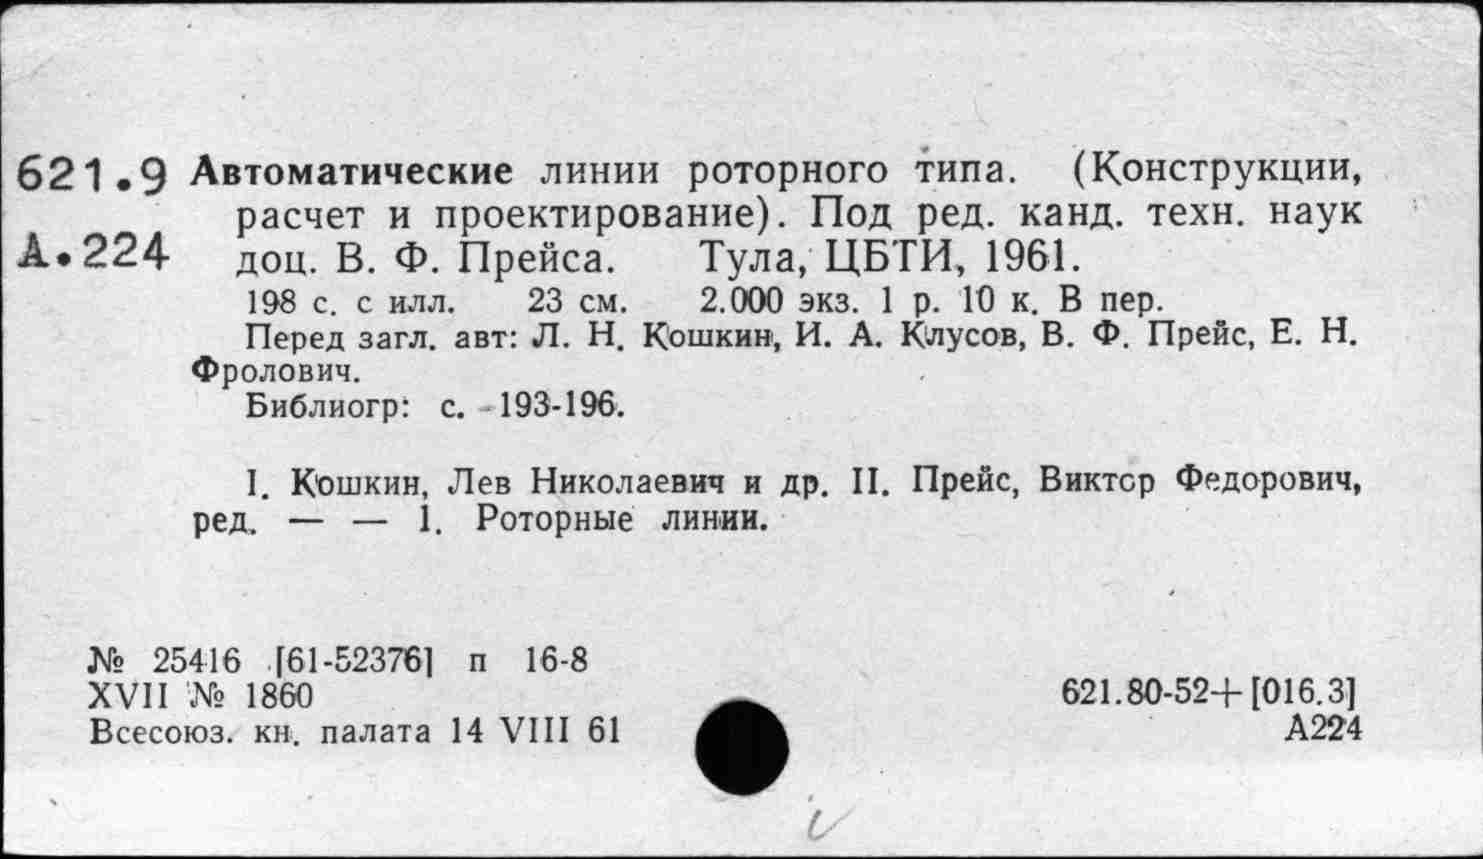 621.9 Автоматические линии роторного типа. (Конструкции,
расчет и проектирование). Под ред. канд. техн. наук
А.224 доц. В. Ф. Прейса. Тула, ЦБТИ, 1961.
198 с. с илл. 23 см. 2.000 экз. 1 р. 10 к. В пер.
Перед загл. авт: Л. Н. Кошкин, И. А. Клусов, В. Ф. Прейс, Е. Н.
Фролович.
Библиогр: с. 193-196.
I. Кошкин, Лев Николаевич и др. II. Прейс, Виктор Федорович,
ред. — — 1. Роторные линии.
№ 25416 [61-52376] п 16-8
XVII № 1860
621.80-52+[016.3]
Всесоюз. кн. палата 14 VIII 61
А224